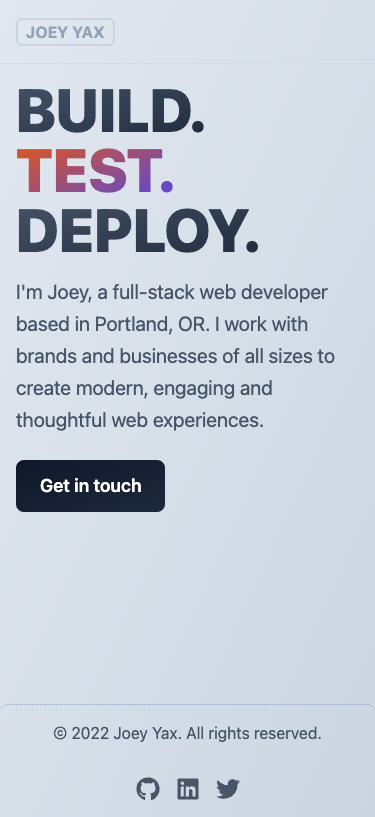 JOEY YAX
BUILD.
TEST.
DEPLOY.
I'm Joey, a full-stack web developer
based in Portland, OR. I work with
brands and businesses of all sizes to
create modern, engaging and
thoughtful web experiences.
Get in touch
© 2022 Joey Yax. All rights reserved.